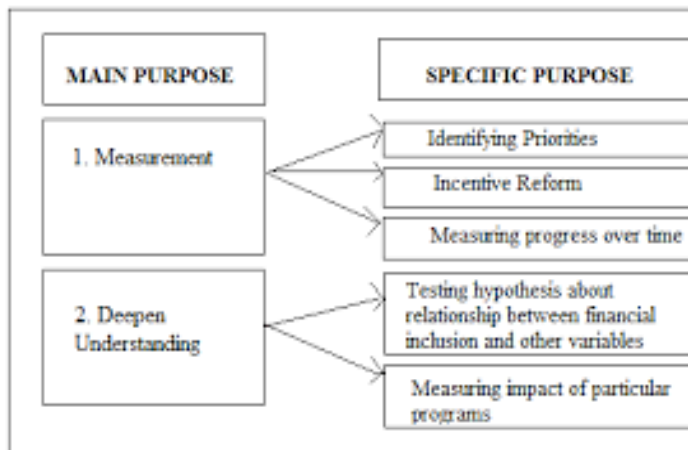 MAIN PURPOSE
SPECIFIC PURPOSE
1. Measurement
Identifying Priorities
Incentive Reform
Measuring progress over time
2. Deepen
Understanding
Testing hypothesis about
relationship between financial
inclusion and other variables
Measuring impact of particular
programs